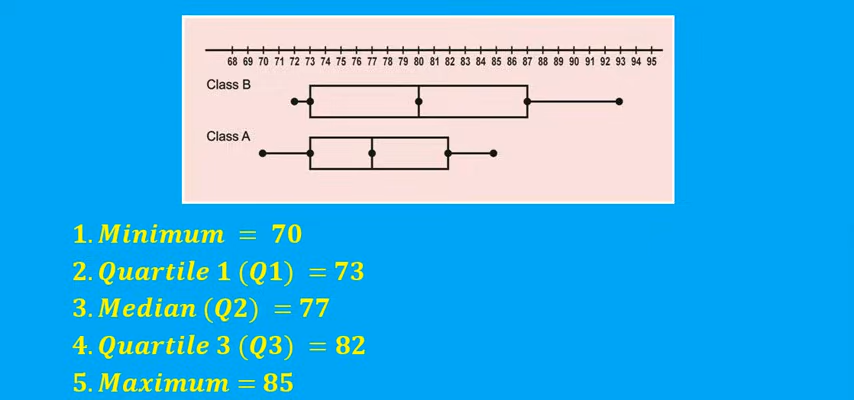 68 69 70 71 72 73 74 75 76 77 78 79 80 81 82 83 84 85 86 87 88 89 90 91 92 93 94 95
Class B
Class A
1. Minimum = 70
2. Quartile 1 (Q1) = 73
3. Median (Q2) = 77
4. Quartile 3 (Q3) = 82
5. Maximum = 85